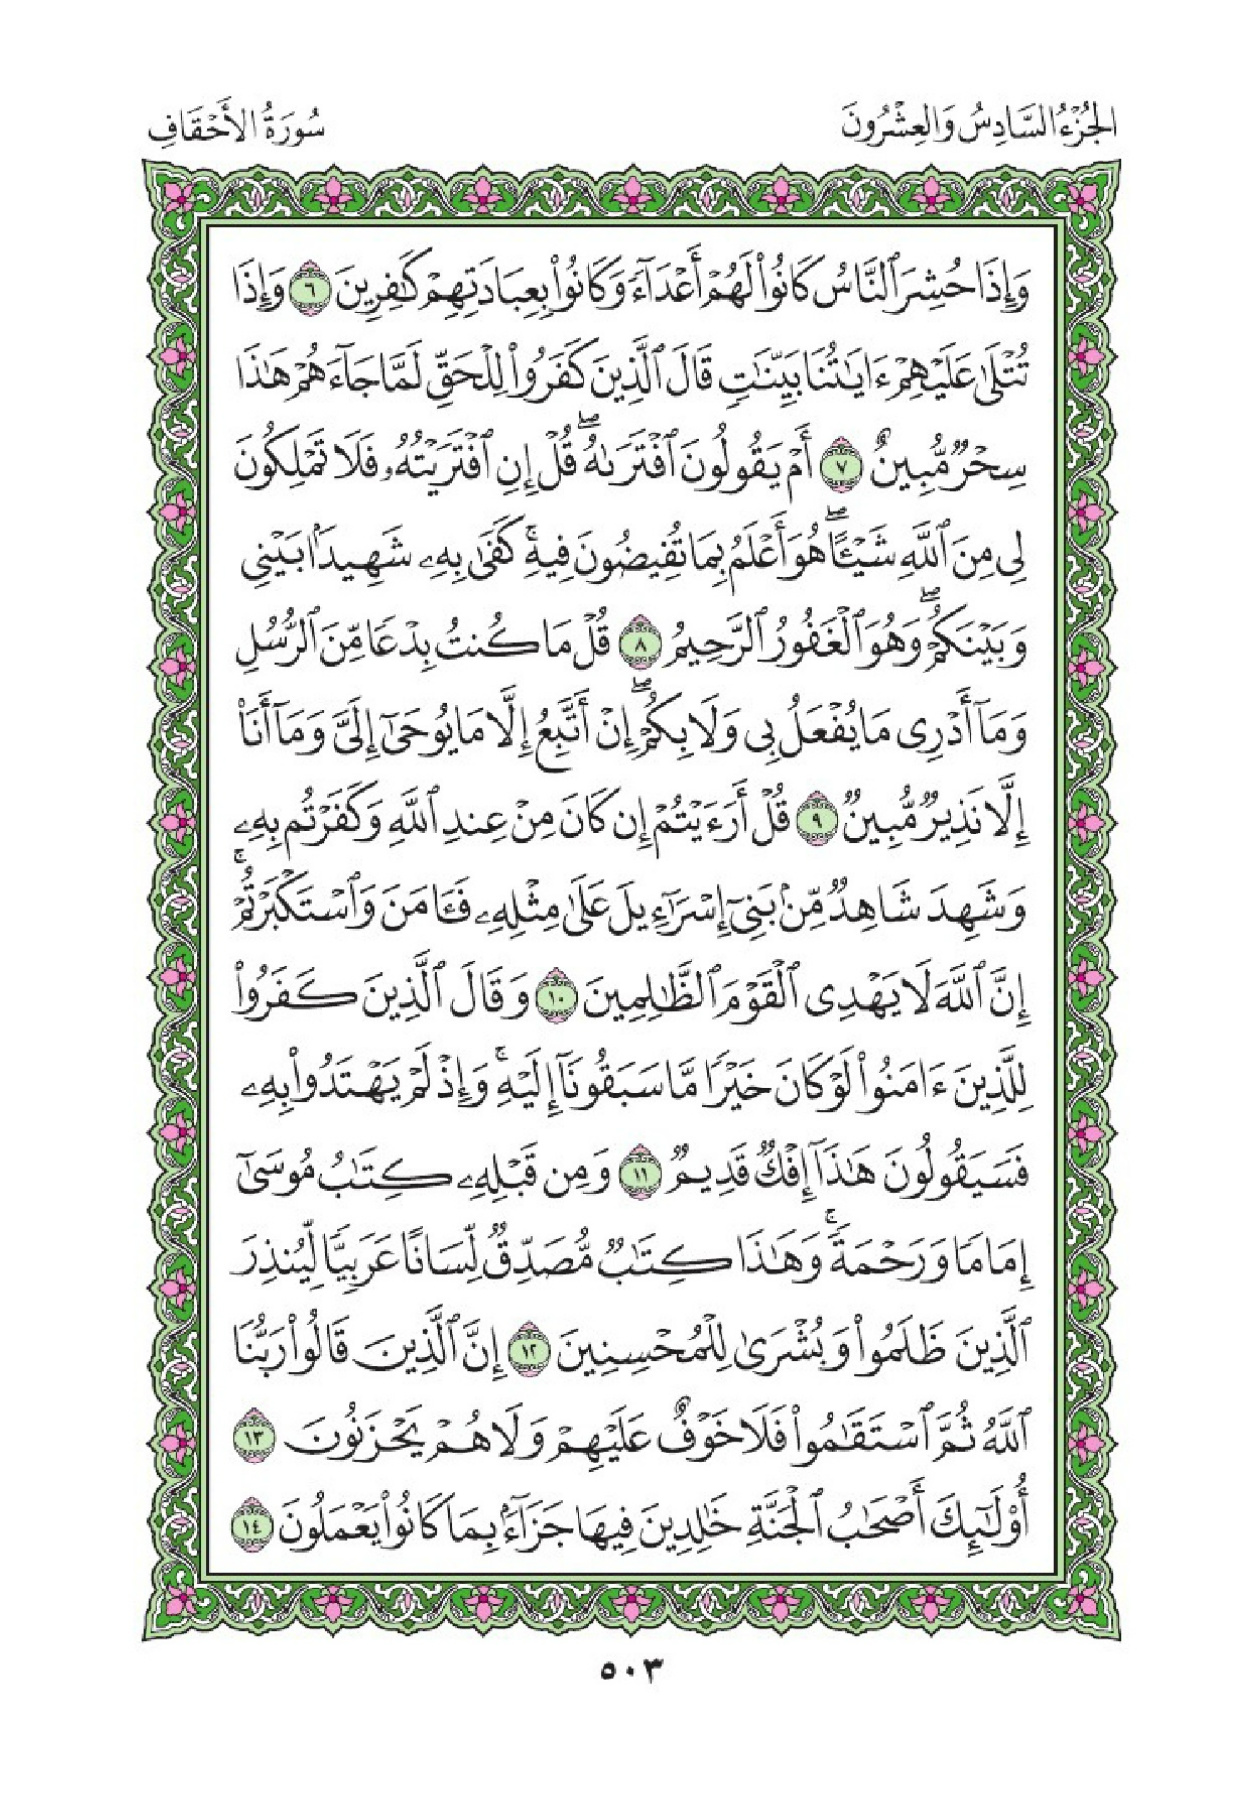 الجُزْءُ السَّادِسُ وَالعِشْرُونَ
سُورَةُ الأَحْقَافِ
وَإِذَا حُشِرَ ٱلنَّاسُ كَانُوا۟ لَهُمْ أَعْدَآءً وَكَانُوا۟ بِعِبَادَتِهِمْ كَٰفِرِينَ ٦ وَإِذَا
تُتْلَىٰ عَلَيْهِمْ ءَايَٰتُنَا بَيِّنَٰتٍ قَالَ ٱلَّذِينَ كَفَرُوا۟ لِلْحَقِّ لَمَّا جَآءَهُمْ هَٰذَا
سِحْرٌ مُّبِينٌ ٧ أَمْ يَقُولُونَ ٱفْتَرَىٰهُ ۖ قُلْ إِنِ ٱفْتَرَيْتُهُۥ فَلَا تَمْلِكُونَ
لِى مِنَ ٱللَّهِ شَيْـًٔا ۖ هُوَ أَعْلَمُ بِمَا تُفِيضُونَ فِيهِ ۚ كَفَىٰ بِهِۦ شَهِيدًۢا بَيْنِى
وَبَيْنَكُمْ ۖ وَهُوَ ٱلْغَفُورُ ٱلرَّحِيمُ ٨ قُلْ مَا كُنتُ بِدْعًا مِّنَ ٱلرُّسُلِ
وَمَآ أَدْرِى مَا يُفْعَلُ بِى وَلَا بِكُمْ ۖ إِنْ أَتَّبِعُ إِلَّا مَا يُوحَىٰٓ إِلَىَّ وَمَآ أَنَا۠
إِلَّا نَذِيرٌ مُّبِينٌ ٩ قُلْ أَرَءَيْتُمْ إِن كَانَ مِنْ عِندِ ٱللَّهِ وَكَفَرْتُم بِهِۦ
وَشَهِدَ شَاهِدٌ مِّنۢ بَنِىٓ إِسْرَٰٓءِيلَ عَلَىٰ مِثْلِهِۦ فَـَٔامَنَ وَٱسْتَكْبَرْتُمْ ۚ
إِنَّ ٱللَّهَ لَا يَهْدِى ٱلْقَوْمَ ٱلظَّٰلِمِينَ ١٠ وَقَالَ ٱلَّذِينَ كَفَرُوا۟
لِلَّذِينَ ءَامَنُوا۟ لَوْ كَانَ خَيْرًا مَّا سَبَقُونَآ إِلَيْهِ ۚ وَإِذْ لَمْ يَهْتَدُوا۟ بِهِۦ
فَسَيَقُولُونَ هَٰذَآ إِفْكٌ قَدِيمٌ ١١ وَمِن قَبْلِهِۦ كِتَٰبُ مُوسَىٰٓ
إِمَامًا وَرَحْمَةً ۚ وَهَٰذَا كِتَٰبٌ مُّصَدِّقٌ لِّسَانًا عَرَبِيًّا لِّيُنذِرَ
ٱلَّذِينَ ظَلَمُوا۟ وَبُشْرَىٰ لِلْمُحْسِنِينَ ١٢ إِنَّ ٱلَّذِينَ قَالُوا۟ رَبُّنَا
ٱللَّهُ ثُمَّ ٱسْتَقَٰمُوا۟ فَلَا خَوْفٌ عَلَيْهِمْ وَلَا هُمْ يَحْزَنُونَ ١٣
أُو۟لَٰٓئِكَ أَصْحَٰبُ ٱلْجَنَّةِ خَٰلِدِينَ فِيهَا جَزَآءًۢ بِمَا كَانُوا۟ يَعْمَلُونَ ١٤
٥٠٣